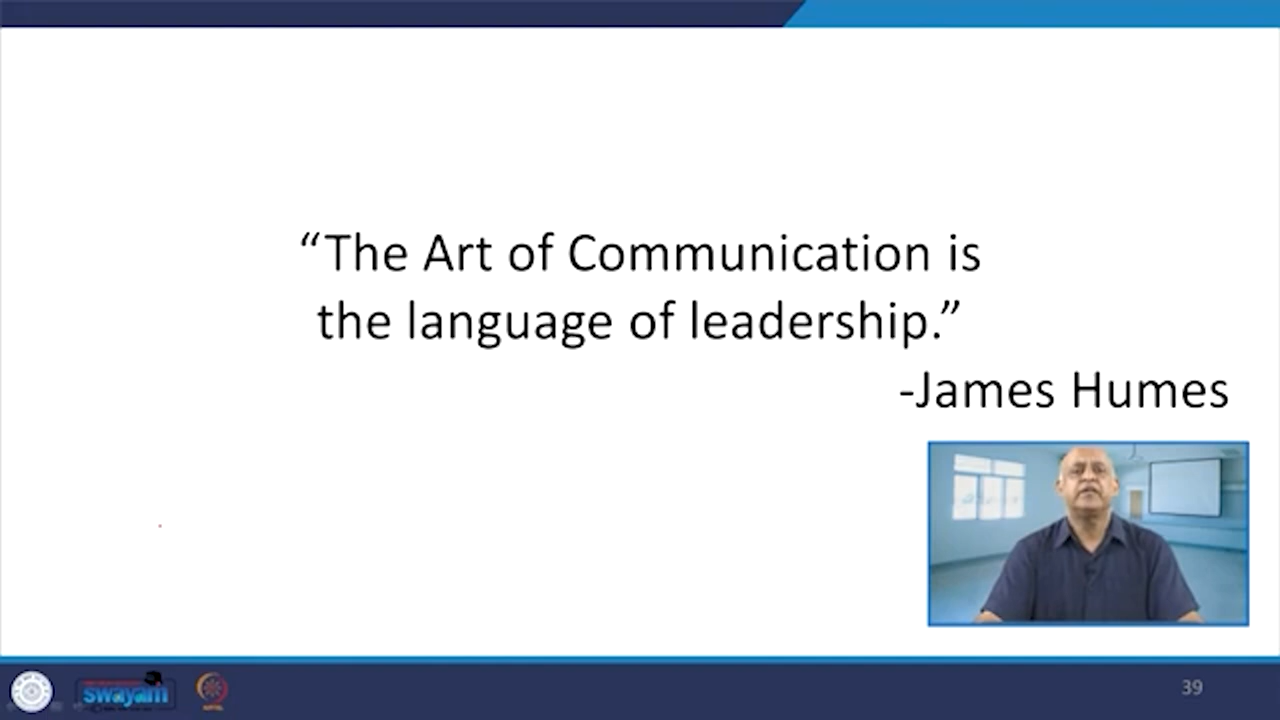 “The Art of Communication is
the language of leadership.”
-James Humes
swayam
39